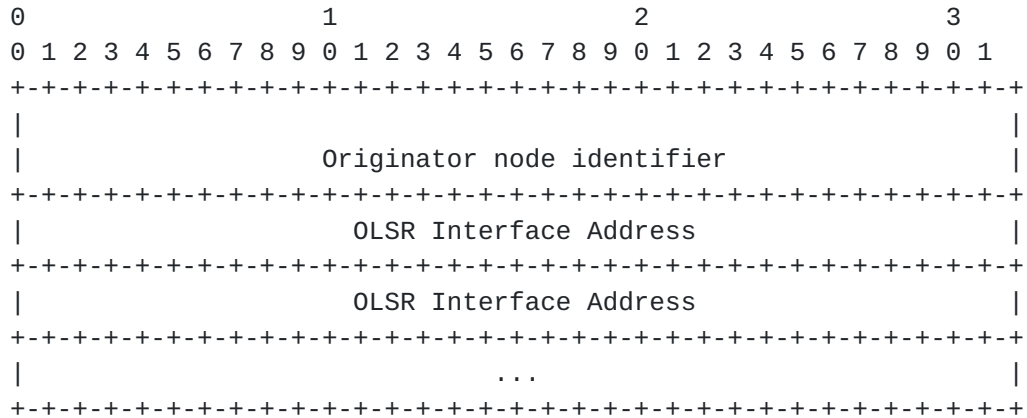 0                   1                   2                   3
0 1 2 3 4 5 6 7 8 9 0 1 2 3 4 5 6 7 8 9 0 1 2 3 4 5 6 7 8 9 0 1
+-+-+-+-+-+-+-+-+-+-+-+-+-+-+-+-+-+-+-+-+-+-+-+-+-+-+-+-+-+-+-+-+
|                                                               |
|                   Originator node identifier                  |
+-+-+-+-+-+-+-+-+-+-+-+-+-+-+-+-+-+-+-+-+-+-+-+-+-+-+-+-+-+-+-+-+
|                     OLSR Interface Address                    |
+-+-+-+-+-+-+-+-+-+-+-+-+-+-+-+-+-+-+-+-+-+-+-+-+-+-+-+-+-+-+-+-+
|                     OLSR Interface Address                    |
+-+-+-+-+-+-+-+-+-+-+-+-+-+-+-+-+-+-+-+-+-+-+-+-+-+-+-+-+-+-+-+-+
|                              ...                              |
+-+-+-+-+-+-+-+-+-+-+-+-+-+-+-+-+-+-+-+-+-+-+-+-+-+-+-+-+-+-+-+-+